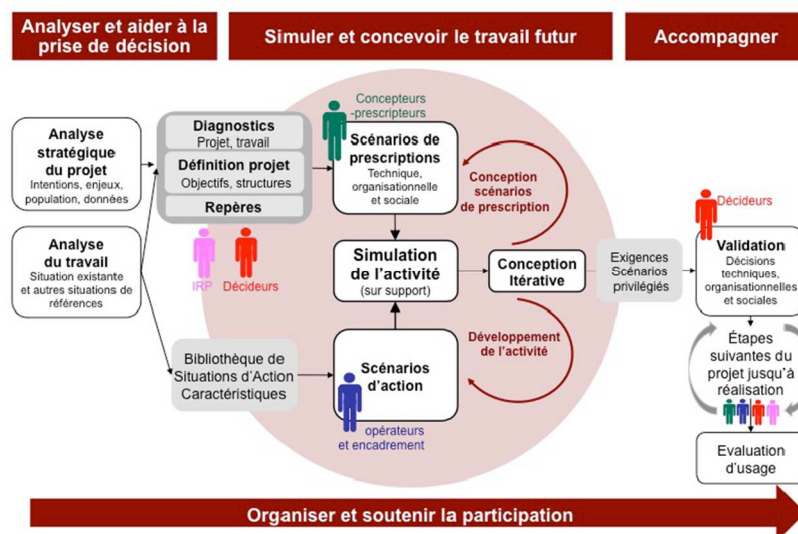 Analyser et aider à la
prise de décision
Simuler et concevoir le travail futur
Accompagner
Analyse
stratégique
du projet
Intentions, enjeux,
population, données
Analyse
du travail
Situation existante
et autres situations de
références
Diagnostics
Projet, travail
Définition projet
Objectifs, structures
Repères
IRP
Décideurs
Bibliothèque de
Situations d'Action
Caractéristiques
Concepteurs
-prescripteurs
Scénarios de
prescriptions
Technique,
organisationnelle
et sociale
Simulation
de l'activité
(sur support)
Scénarios
d'action
opérateurs
et encadrement
Conception
scénarios
de prescription
Conception
Itérative
Développement
de l'activité
Exigences
Scénarios
privilégiés
Décideurs
Validation
Décisions
techniques,
organisationnelles
et sociales
Étapes
suivantes du
projet jusqu'à
réalisation
Evaluation
d'usage
Organiser et soutenir la participation